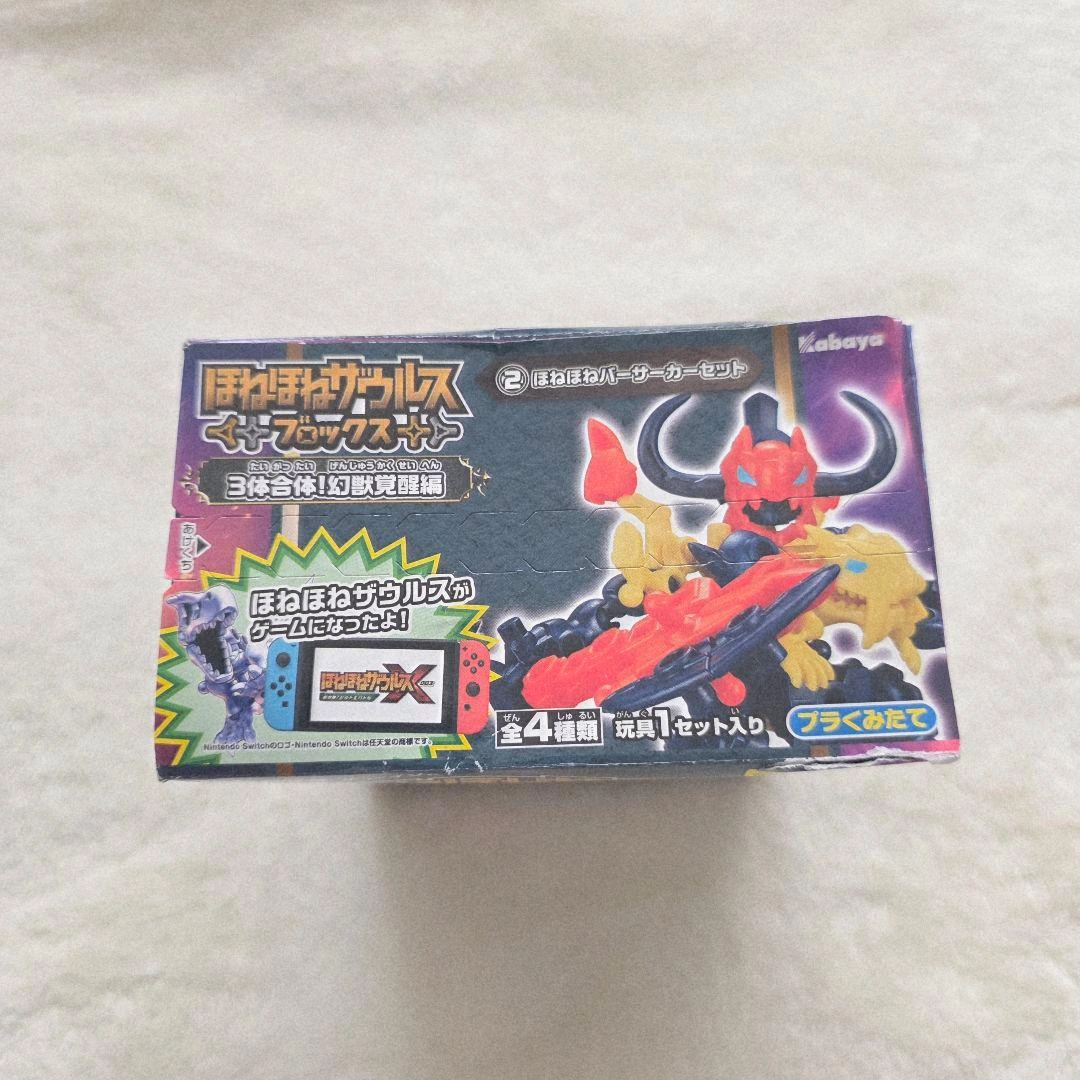 Kabaya
ほねほねザウルス
ブロックス
② ほねほねバーサーカーセット
たい がっ たい げんじゅう かく せい へん
3体合体!幻獣覚醒編
あけくち
ほねほねザウルスが
ゲームになったよ!
ほねほねザウルスX
クロス
Nintendo Switchのロゴ・Nintendo Switchは任天堂の商標です。
ぜん しゅ るい
全4種類
がん ぐ い
玩具1セット入り
プラくみたて